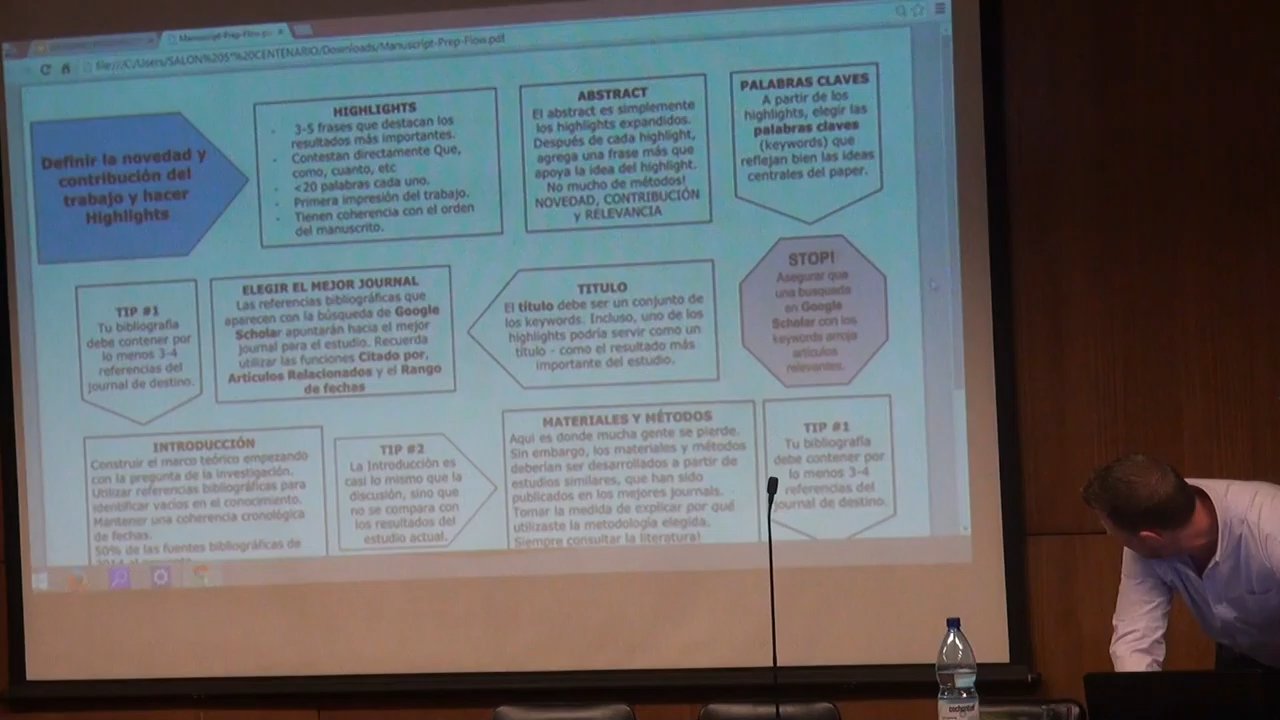 Manuscript-Prep-Flow.pdf
file:///C:/Users/SALON%205°%20CENTENARIO/Downloads/Manuscript-Prep-Flow.pdf
Definir la novedad y
contribución del
trabajo y hacer
Highlights
HIGHLIGHTS
- 3-5 frases que destacan los
resultados más importantes.
- Contestan directamente Que,
como, cuanto, etc
- <20 palabras cada uno.
- Primera impresión del trabajo.
- Tienen coherencia con el orden
del manuscrito.
ABSTRACT
El abstract es simplemente
los highlights expandidos.
Después de cada highlight,
agrega una frase más que
apoya la idea del highlight.
No mucho de métodos!
NOVEDAD, CONTRIBUCIÓN
y RELEVANCIA
PALABRAS CLAVES
A partir de los
highlights, elegir las
palabras claves
(keywords) que
reflejan bien las ideas
centrales del paper.
TIP #1
Tu bibliografía
debe contener por
lo menos 3-4
referencias del
journal de destino.
ELEGIR EL MEJOR JOURNAL
Las referencias bibliográficas que
aparecen con la búsqueda de Google
Scholar apuntarán hacia el mejor
journal para el estudio. Recuerda
utilizar las funciones Citado por,
Artículos Relacionados y el Rango
de fechas
TITULO
El título debe ser un conjunto de
los keywords. Incluso, uno de los
highlights podría servir como un
título - como el resultado más
importante del estudio.
STOP!
Asegurar que
una busqueda
en Google
Scholar con los
keywords arroja
artículos
relevantes.
INTRODUCCIÓN
Construir el marco teórico empezando
con la pregunta de la investigación.
Utilizar referencias bibliográficas para
identificar vacíos en el conocimiento.
Mantener una coherencia cronológica
de fechas.
50% de las fuentes bibliográficas de
TIP #2
La Introducción es
casi lo mismo que la
discusión, sino que
no se compara con
los resultados del
estudio actual.
MATERIALES Y MÉTODOS
Aquí es donde mucha gente se pierde.
Sin embargo, los materiales y métodos
deberían ser desarrollados a partir de
estudios similares, que han sido
publicados en los mejores journals.
Tomar la medida de explicar por qué
utilizaste la metodología elegida.
Siempre consultar la literatura!
TIP #1
Tu bibliografía
debe contener por
lo menos 3-4
referencias del
journal de destino.